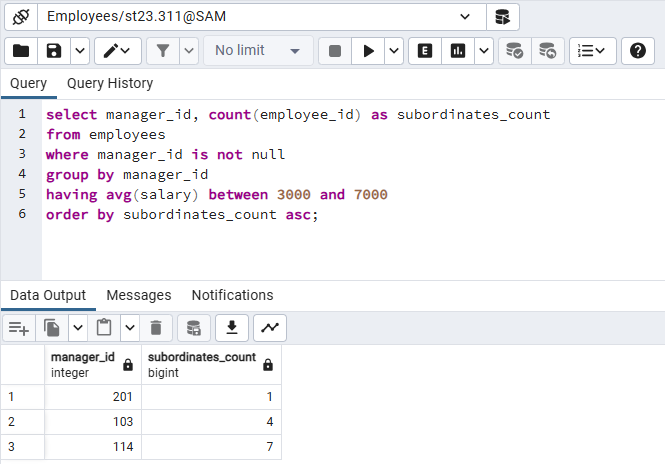 Employees/st23.311@SAM
No limit
E
Query Query History
1 select manager_id, count(employee_id) as subordinates_count
2 from employees
3 where manager_id is not null
4 group by manager_id
5 having avg(salary) between 3000 and 7000
6 order by subordinates_count asc;
Data Output Messages Notifications
manager_id subordinates_count
integer bigint
1 201 1
2 103 4
3 114 7